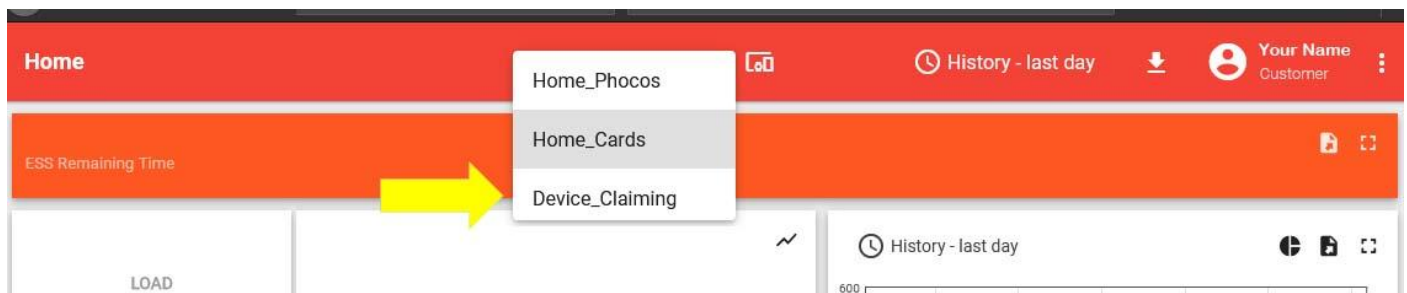 Home
Home_Phocos
Home_Cards
Device_Claiming
History - last day
Your Name
Customer
ESS Remaining Time
LOAD
History - last day
600